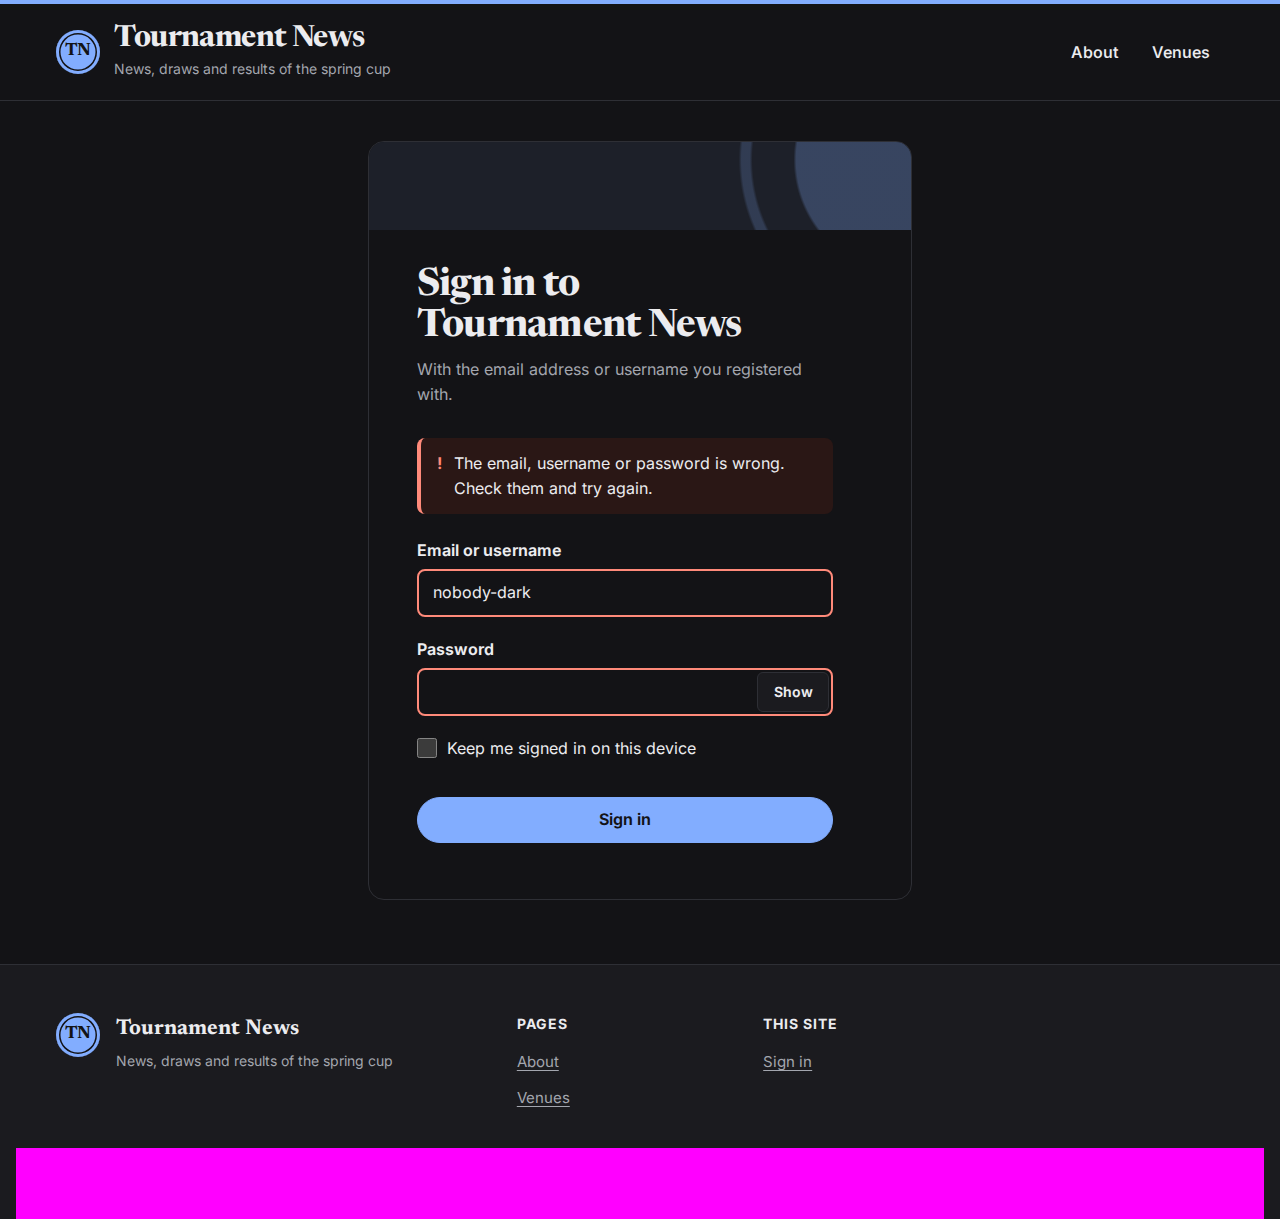 TN
Tournament News
News, draws and results of the spring cup
About
Venues
Sign in to
Tournament News
With the email address or username you registered
with.
! The email, username or password is wrong.
Check them and try again.
Email or username
nobody-dark
Password
Show
Keep me signed in on this device
Sign in
TN
Tournament News
News, draws and results of the spring cup
PAGES
About
Venues
THIS SITE
Sign in